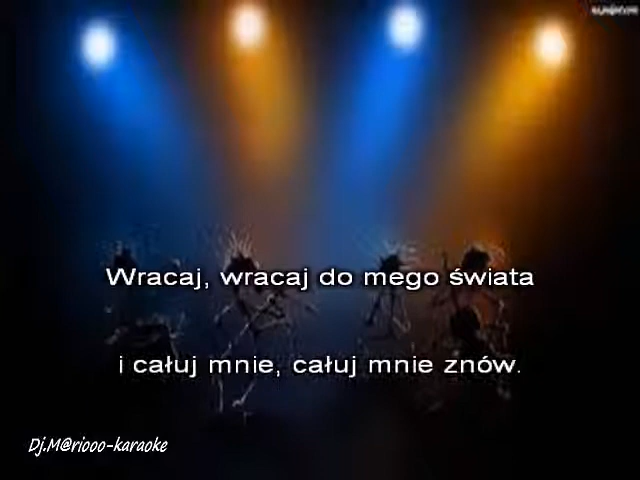 Wracaj, wracaj do mego świata
i całuj mnie, całuj mnie znów.
Dj.M@riooo-karaoke